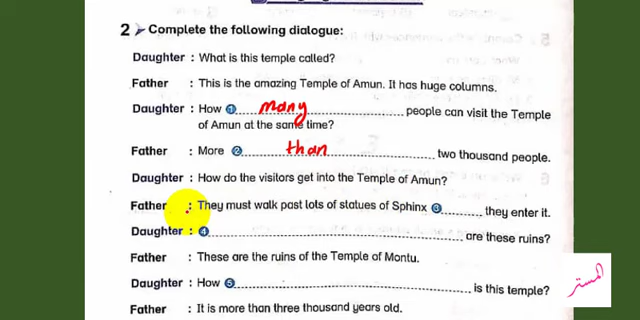 2 ➢ Complete the following dialogue:
Daughter : What is this temple called?
Father : This is the amazing Temple of Amun. It has huge columns.
Daughter : How ① many people can visit the Temple
of Amun at the same time?
Father : More ② than two thousand people.
Daughter : How do the visitors get into the Temple of Amun?
Father : They must walk past lots of statues of Sphinx ③ .......... they enter it.
Daughter : ④ .......... are these ruins?
Father : These are the ruins of the Temple of Montu.
Daughter : How ⑤ .......... is this temple?
Father : It is more than three thousand years old.
المستر